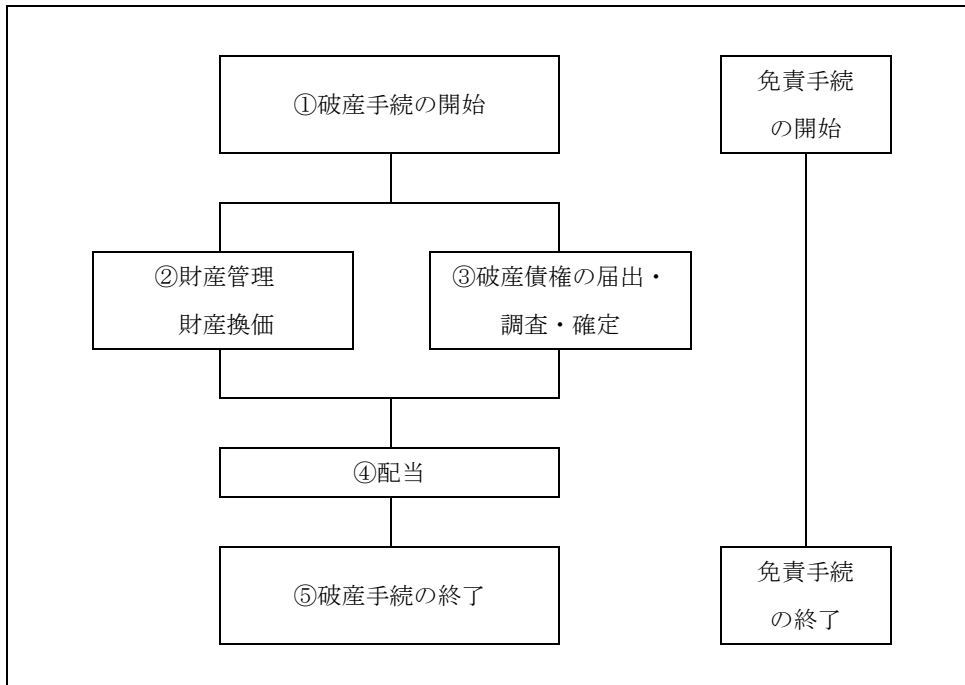 ①破産手続の開始
免責手続
の開始
②財産管理
財産換価
③破産債権の届出・
調査・確定
④配当
⑤破産手続の終了
免責手続
の終了